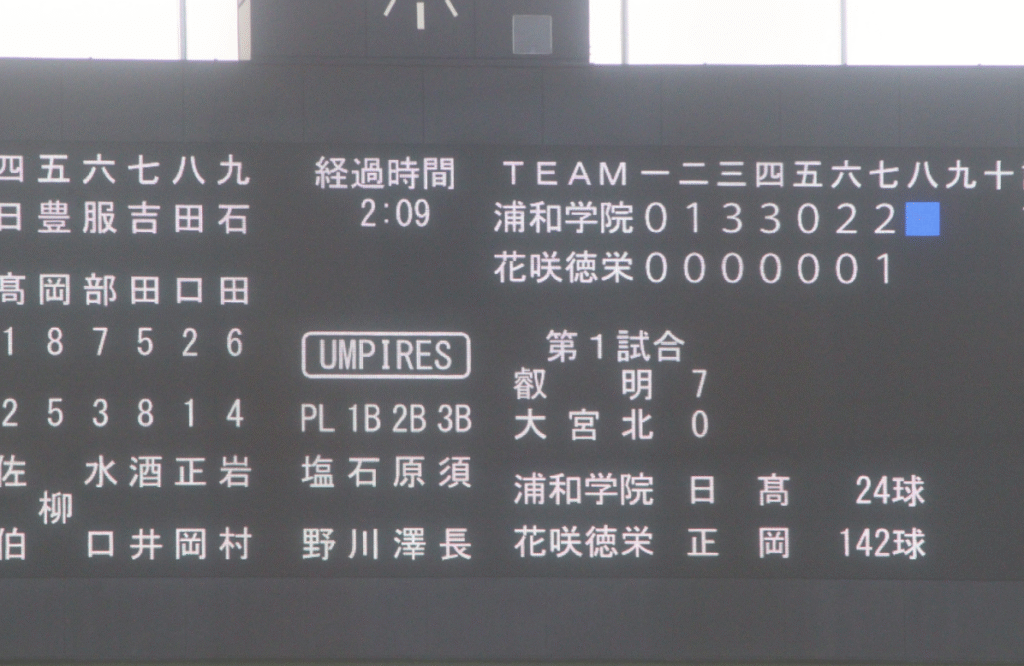 四五六七八九
日豊服吉田石
髙岡部田口田
1 8 7 5 2 6
2 5 3 8 1 4
佐 水酒正岩
柳
伯 口井岡村
経過時間
2:09
UMPIRES
PL 1B 2B 3B
塩石原須
野川澤長
TEAM一二三四五六七八九十
浦和学院 0 1 3 3 0 2 2
花咲徳栄 0 0 0 0 0 0 1
第1試合
叡明 7
大宮北 0
浦和学院 日髙 24球
花咲徳栄 正岡 142球